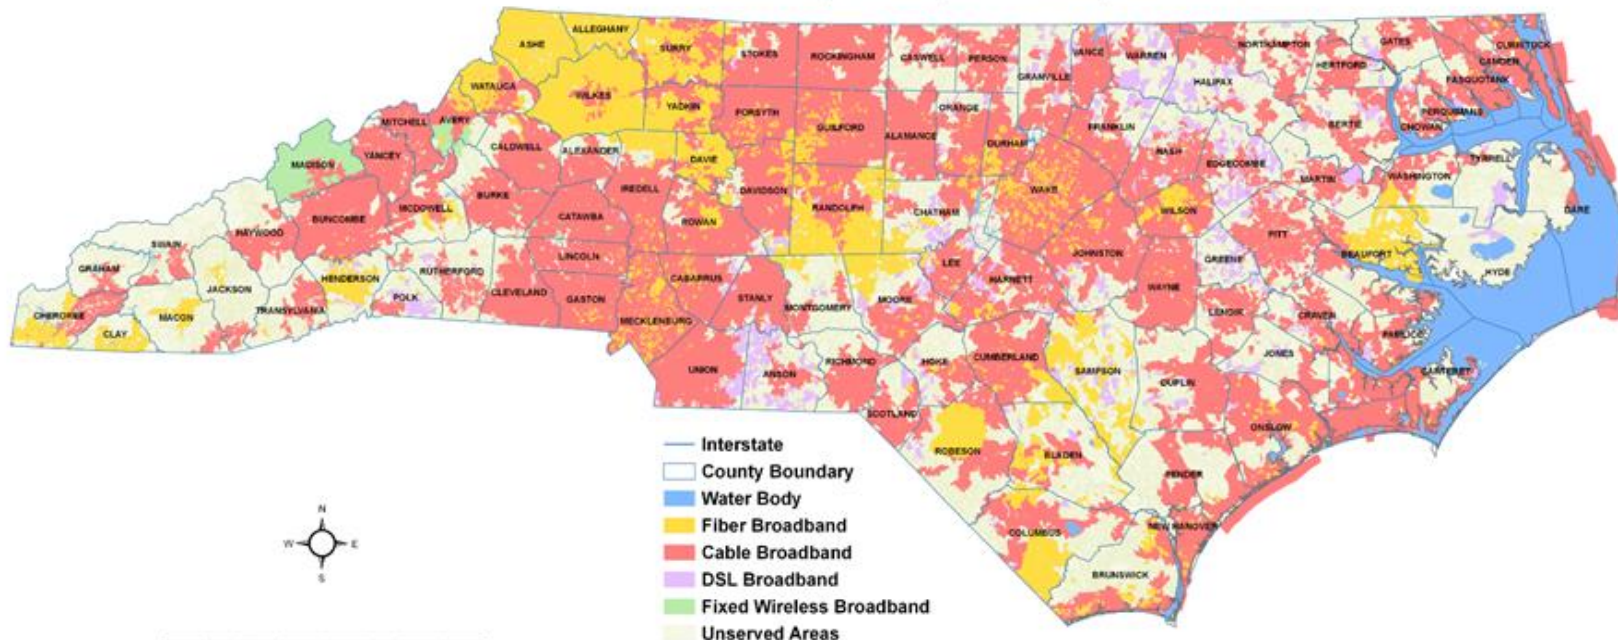 ALLEGHANY
ASHE
SURRY
STOKES
ROCKINGHAM
CASWELL
PERSON
VANCE
WARREN
NORTHAMPTON
GATES
CURRITUCK
CAMDEN
PASQUOTANK
HERTFORD
GRANVILLE
HALIFAX
WATAUGA
WILKES
YADKIN
FORSYTH
GUILFORD
ALAMANCE
ORANGE
DURHAM
FRANKLIN
BERTIE
PERQUIMANS
CHOWAN
MITCHELL
AVERY
CALDWELL
ALEXANDER
DAVIE
NASH
EDGECOMBE
MADISON
YANCEY
IREDELL
DAVIDSON
RANDOLPH
WAKE
MARTIN
WASHINGTON
TYRRELL
DARE
BURKE
MCDOWELL
CATAWBA
ROWAN
CHATHAM
WILSON
BUNCOMBE
HAYWOOD
SWAIN
PITT
BEAUFORT
HYDE
LINCOLN
JOHNSTON
GREENE
GRAHAM
JACKSON
HENDERSON
RUTHERFORD
CLEVELAND
GASTON
CABARRUS
STANLY
MONTGOMERY
MOORE
LEE
HARNETT
WAYNE
LENOIR
CRAVEN
PAMLICO
CHEROKEE
CLAY
MACON
TRANSYLVANIA
POLK
MECKLENBURG
UNION
ANSON
RICHMOND
HOKE
CUMBERLAND
SAMPSON
DUPLIN
JONES
CARTERET
SCOTLAND
ROBESON
BLADEN
ONSLOW
PENDER
COLUMBUS
NEW HANOVER
BRUNSWICK
N
W
E
S
Interstate
County Boundary
Water Body
Fiber Broadband
Cable Broadband
DSL Broadband
Fixed Wireless Broadband
Unserved Areas